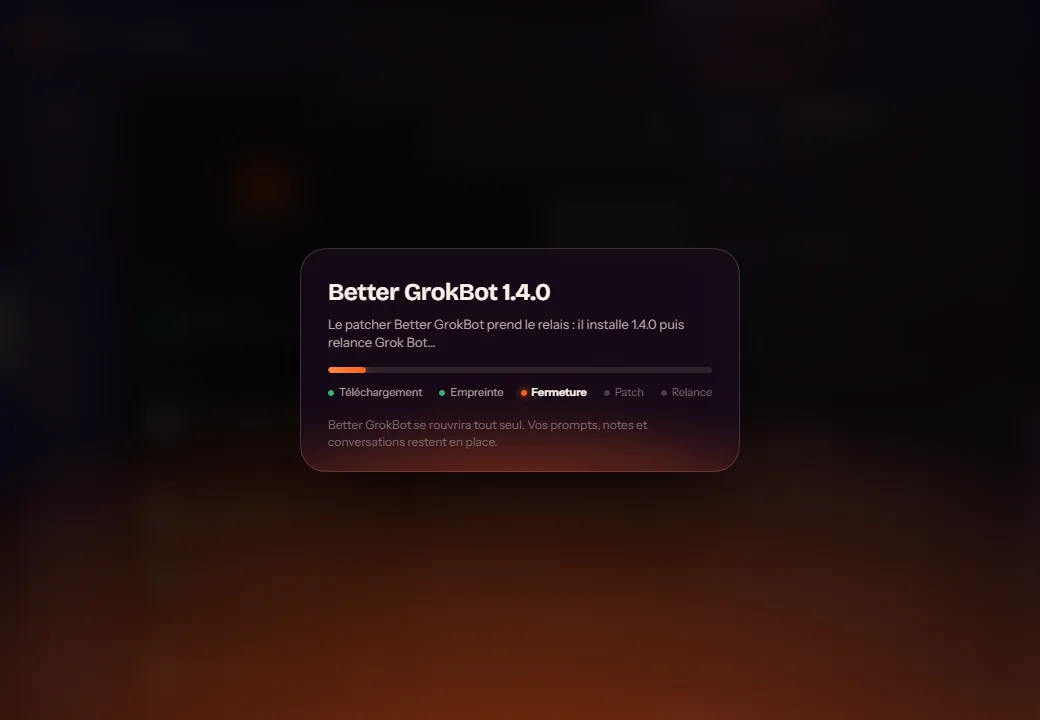 Better GrokBot 1.4.0
Le patcher Better GrokBot prend le relais : il installe 1.4.0 puis
relance Grok Bot...
Téléchargement Empreinte Fermeture Patch Relance
Better GrokBot se rouvrira tout seul. Vos prompts, notes et
conversations restent en place.